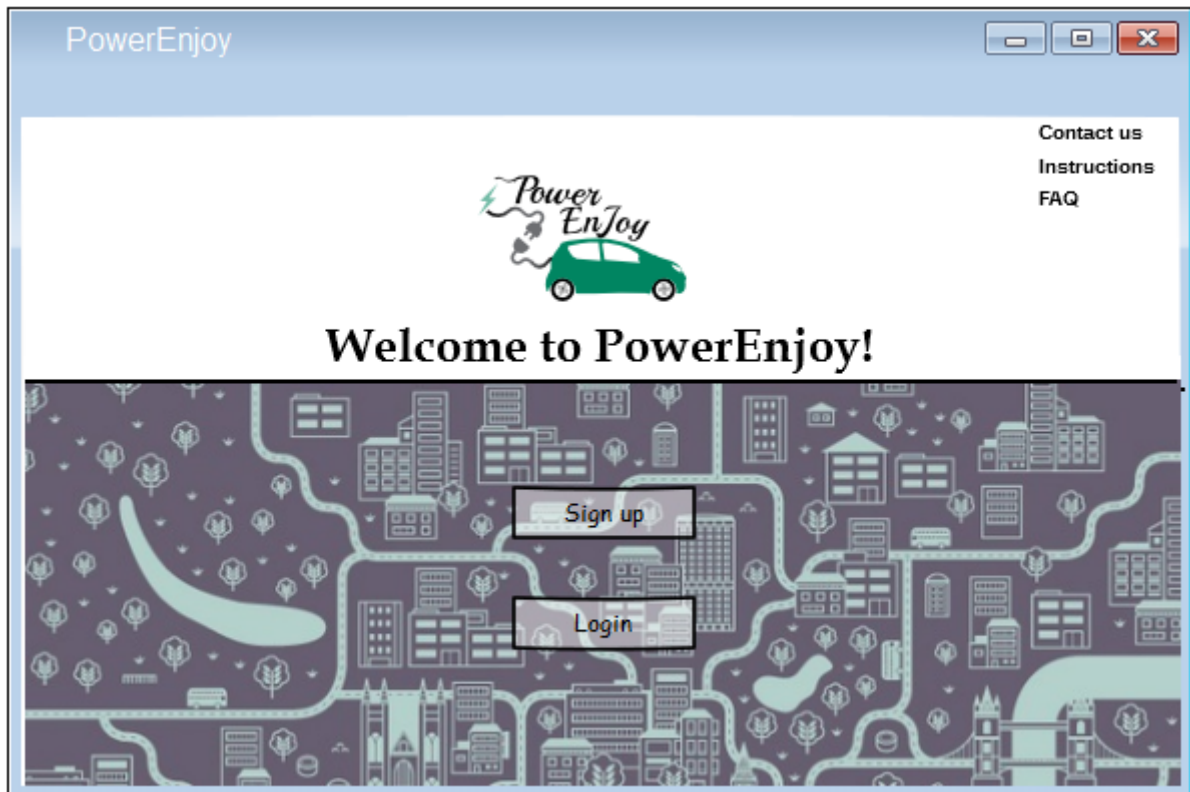 PowerEnjoy
Contact us
Instructions
FAQ
Power
EnJoy
Welcome to PowerEnjoy!
Sign up
Login